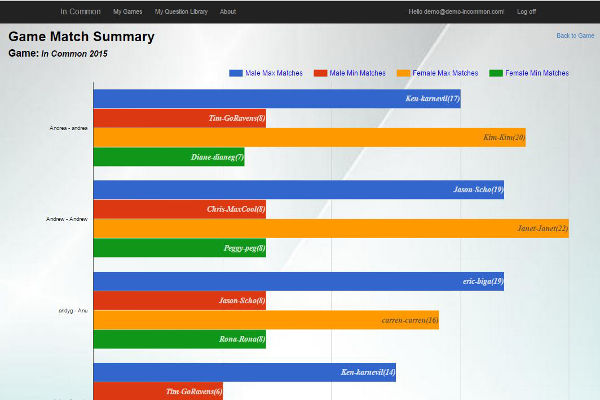 In Common My Games My Question Library About Hello demo@demo-incommon.com! Log off
Game Match Summary
Back to Game
Game: In Common 2015
Male Max Matches Male Min Matches Female Max Matches Female Min Matches
Ken-karnevil(17)
Tim-GoRavens(8)
Andrea - andrea
Kim-Kim(20)
Diane-dianeg(7)
Jason-Scho(19)
Chris-MaxCool(8)
Andrew - Andrew
Janet-Janet(22)
Peggy-peg(8)
eric-biga(19)
Jason-Scho(8)
andyg - Anu
curren-curren(16)
Rona-Rona(8)
Ken-karnevil(14)
Tim-GoRavens(6)